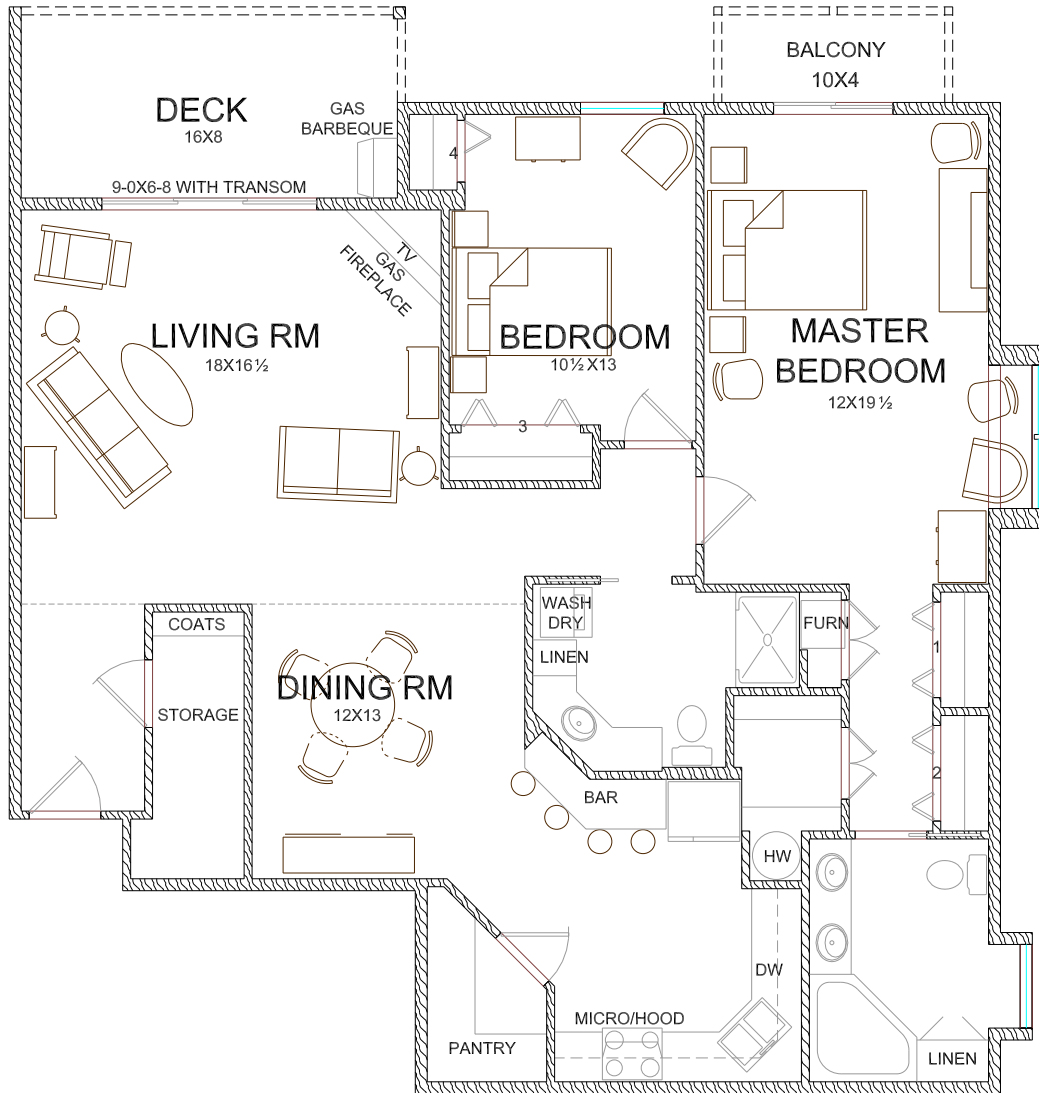 BALCONY
10X4
DECK
16X8
GAS
BARBEQUE
4
9-0X6-8 WITH TRANSOM
TV
GAS
FIREPLACE
LIVING RM
18X16½
BEDROOM
10½X13
MASTER
BEDROOM
12X19½
3
WASH
DRY
LINEN
FURN
1
COATS
STORAGE
DINING RM
12X13
2
BAR
HW
DW
MICRO/HOOD
PANTRY
LINEN